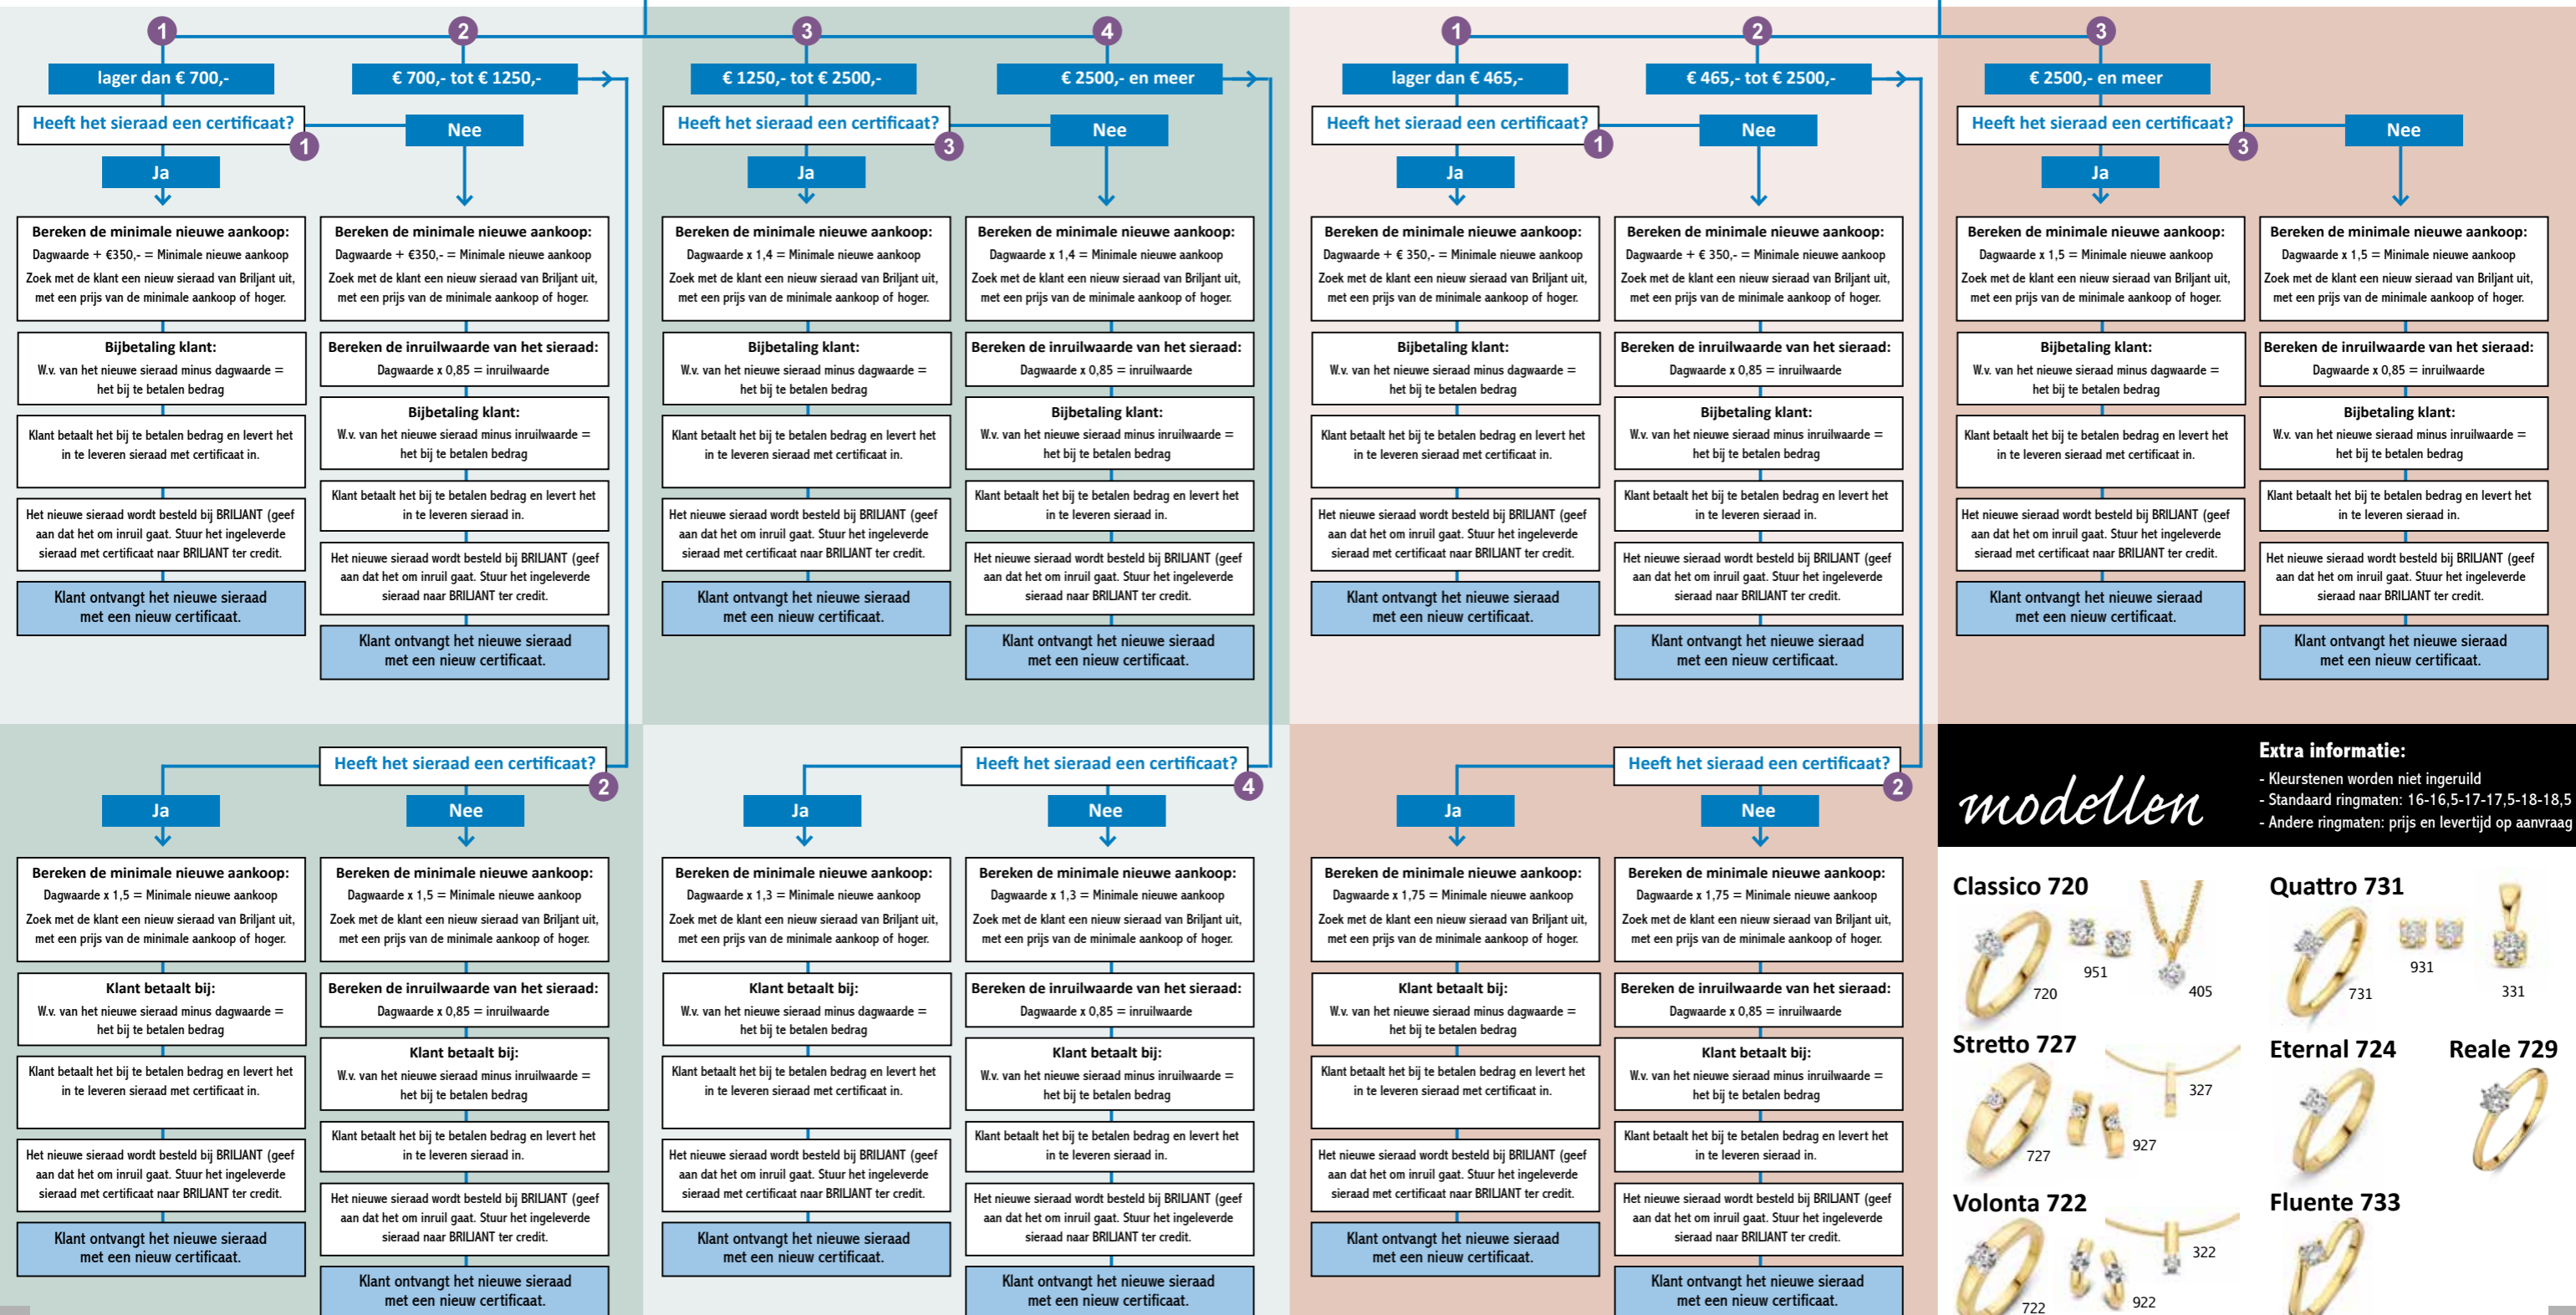 1
lager dan € 700,-
Heeft het sieraad een certificaat?
1
Ja
Bereken de minimale nieuwe aankoop:
Dagwaarde + €350,- = Minimale nieuwe aankoop
Zoek met de klant een nieuw sieraad van Briljant uit,
met een prijs van de minimale aankoop of hoger.
Bijbetaling klant:
W.v. van het nieuwe sieraad minus dagwaarde =
het bij te betalen bedrag
Klant betaalt het bij te betalen bedrag en levert het
in te leveren sieraad met certificaat in.
Het nieuwe sieraad wordt besteld bij BRILJANT (geef
aan dat het om inruil gaat. Stuur het ingeleverde
sieraad met certificaat naar BRILJANT ter credit.
Klant ontvangt het nieuwe sieraad
met een nieuw certificaat.
Nee
Bereken de minimale nieuwe aankoop:
Dagwaarde + €350,- = Minimale nieuwe aankoop
Zoek met de klant een nieuw sieraad van Briljant uit,
met een prijs van de minimale aankoop of hoger.
Bereken de inruilwaarde van het sieraad:
Dagwaarde x 0,85 = inruilwaarde
Bijbetaling klant:
W.v. van het nieuwe sieraad minus inruilwaarde =
het bij te betalen bedrag
Klant betaalt het bij te betalen bedrag en levert het
in te leveren sieraad in.
Het nieuwe sieraad wordt besteld bij BRILJANT (geef
aan dat het om inruil gaat. Stuur het ingeleverde
sieraad naar BRILJANT ter credit.
Klant ontvangt het nieuwe sieraad
met een nieuw certificaat.
2
€ 700,- tot € 1250,-
Heeft het sieraad een certificaat?
2
Ja
Bereken de minimale nieuwe aankoop:
Dagwaarde x 1,5 = Minimale nieuwe aankoop
Zoek met de klant een nieuw sieraad van Briljant uit,
met een prijs van de minimale aankoop of hoger.
Klant betaalt bij:
W.v. van het nieuwe sieraad minus dagwaarde =
het bij te betalen bedrag
Klant betaalt het bij te betalen bedrag en levert het
in te leveren sieraad met certificaat in.
Het nieuwe sieraad wordt besteld bij BRILJANT (geef
aan dat het om inruil gaat. Stuur het ingeleverde
sieraad met certificaat naar BRILJANT ter credit.
Klant ontvangt het nieuwe sieraad
met een nieuw certificaat.
Nee
Bereken de minimale nieuwe aankoop:
Dagwaarde x 1,5 = Minimale nieuwe aankoop
Zoek met de klant een nieuw sieraad van Briljant uit,
met een prijs van de minimale aankoop of hoger.
Bereken de inruilwaarde van het sieraad:
Dagwaarde x 0,85 = inruilwaarde
Klant betaalt bij:
W.v. van het nieuwe sieraad minus inruilwaarde =
het bij te betalen bedrag
Klant betaalt het bij te betalen bedrag en levert het
in te leveren sieraad in.
Het nieuwe sieraad wordt besteld bij BRILJANT (geef
aan dat het om inruil gaat. Stuur het ingeleverde
sieraad naar BRILJANT ter credit.
Klant ontvangt het nieuwe sieraad
met een nieuw certificaat.
3
€ 1250,- tot € 2500,-
Heeft het sieraad een certificaat?
3
Ja
Bereken de minimale nieuwe aankoop:
Dagwaarde x 1,4 = Minimale nieuwe aankoop
Zoek met de klant een nieuw sieraad van Briljant uit,
met een prijs van de minimale aankoop of hoger.
Bijbetaling klant:
W.v. van het nieuwe sieraad minus dagwaarde =
het bij te betalen bedrag
Klant betaalt het bij te betalen bedrag en levert het
in te leveren sieraad met certificaat in.
Het nieuwe sieraad wordt besteld bij BRILJANT (geef
aan dat het om inruil gaat. Stuur het ingeleverde
sieraad met certificaat naar BRILJANT ter credit.
Klant ontvangt het nieuwe sieraad
met een nieuw certificaat.
Nee
Bereken de minimale nieuwe aankoop:
Dagwaarde x 1,4 = Minimale nieuwe aankoop
Zoek met de klant een nieuw sieraad van Briljant uit,
met een prijs van de minimale aankoop of hoger.
Bereken de inruilwaarde van het sieraad:
Dagwaarde x 0,85 = inruilwaarde
Bijbetaling klant:
W.v. van het nieuwe sieraad minus inruilwaarde =
het bij te betalen bedrag
Klant betaalt het bij te betalen bedrag en levert het
in te leveren sieraad in.
Het nieuwe sieraad wordt besteld bij BRILJANT (geef
aan dat het om inruil gaat. Stuur het ingeleverde
sieraad naar BRILJANT ter credit.
Klant ontvangt het nieuwe sieraad
met een nieuw certificaat.
4
€ 2500,- en meer
Heeft het sieraad een certificaat?
4
Ja
Bereken de minimale nieuwe aankoop:
Dagwaarde x 1,3 = Minimale nieuwe aankoop
Zoek met de klant een nieuw sieraad van Briljant uit,
met een prijs van de minimale aankoop of hoger.
Klant betaalt bij:
W.v. van het nieuwe sieraad minus dagwaarde =
het bij te betalen bedrag
Klant betaalt het bij te betalen bedrag en levert het
in te leveren sieraad met certificaat in.
Het nieuwe sieraad wordt besteld bij BRILJANT (geef
aan dat het om inruil gaat. Stuur het ingeleverde
sieraad met certificaat naar BRILJANT ter credit.
Klant ontvangt het nieuwe sieraad
met een nieuw certificaat.
Nee
Bereken de minimale nieuwe aankoop:
Dagwaarde x 1,3 = Minimale nieuwe aankoop
Zoek met de klant een nieuw sieraad van Briljant uit,
met een prijs van de minimale aankoop of hoger.
Bereken de inruilwaarde van het sieraad:
Dagwaarde x 0,85 = inruilwaarde
Klant betaalt bij:
W.v. van het nieuwe sieraad minus inruilwaarde =
het bij te betalen bedrag
Klant betaalt het bij te betalen bedrag en levert het
in te leveren sieraad in.
Het nieuwe sieraad wordt besteld bij BRILJANT (geef
aan dat het om inruil gaat. Stuur het ingeleverde
sieraad naar BRILJANT ter credit.
Klant ontvangt het nieuwe sieraad
met een nieuw certificaat.
1
lager dan € 465,-
Heeft het sieraad een certificaat?
1
Ja
Bereken de minimale nieuwe aankoop:
Dagwaarde + € 350,- = Minimale nieuwe aankoop
Zoek met de klant een nieuw sieraad van Briljant uit,
met een prijs van de minimale aankoop of hoger.
Bijbetaling klant:
W.v. van het nieuwe sieraad minus dagwaarde =
het bij te betalen bedrag
Klant betaalt het bij te betalen bedrag en levert het
in te leveren sieraad met certificaat in.
Het nieuwe sieraad wordt besteld bij BRILJANT (geef
aan dat het om inruil gaat. Stuur het ingeleverde
sieraad met certificaat naar BRILJANT ter credit.
Klant ontvangt het nieuwe sieraad
met een nieuw certificaat.
Nee
Bereken de minimale nieuwe aankoop:
Dagwaarde + € 350,- = Minimale nieuwe aankoop
Zoek met de klant een nieuw sieraad van Briljant uit,
met een prijs van de minimale aankoop of hoger.
Bereken de inruilwaarde van het sieraad:
Dagwaarde x 0,85 = inruilwaarde
Bijbetaling klant:
W.v. van het nieuwe sieraad minus inruilwaarde =
het bij te betalen bedrag
Klant betaalt het bij te betalen bedrag en levert het
in te leveren sieraad in.
Het nieuwe sieraad wordt besteld bij BRILJANT (geef
aan dat het om inruil gaat. Stuur het ingeleverde
sieraad naar BRILJANT ter credit.
Klant ontvangt het nieuwe sieraad
met een nieuw certificaat.
2
€ 465,- tot € 2500,-
Heeft het sieraad een certificaat?
2
Ja
Bereken de minimale nieuwe aankoop:
Dagwaarde x 1,75 = Minimale nieuwe aankoop
Zoek met de klant een nieuw sieraad van Briljant uit,
met een prijs van de minimale aankoop of hoger.
Klant betaalt bij:
W.v. van het nieuwe sieraad minus dagwaarde =
het bij te betalen bedrag
Klant betaalt het bij te betalen bedrag en levert het
in te leveren sieraad met certificaat in.
Het nieuwe sieraad wordt besteld bij BRILJANT (geef
aan dat het om inruil gaat. Stuur het ingeleverde
sieraad met certificaat naar BRILJANT ter credit.
Klant ontvangt het nieuwe sieraad
met een nieuw certificaat.
Nee
Bereken de minimale nieuwe aankoop:
Dagwaarde x 1,75 = Minimale nieuwe aankoop
Zoek met de klant een nieuw sieraad van Briljant uit,
met een prijs van de minimale aankoop of hoger.
Bereken de inruilwaarde van het sieraad:
Dagwaarde x 0,85 = inruilwaarde
Klant betaalt bij:
W.v. van het nieuwe sieraad minus inruilwaarde =
het bij te betalen bedrag
Klant betaalt het bij te betalen bedrag en levert het
in te leveren sieraad in.
Het nieuwe sieraad wordt besteld bij BRILJANT (geef
aan dat het om inruil gaat. Stuur het ingeleverde
sieraad naar BRILJANT ter credit.
Klant ontvangt het nieuwe sieraad
met een nieuw certificaat.
3
€ 2500,- en meer
Heeft het sieraad een certificaat?
3
Ja
Bereken de minimale nieuwe aankoop:
Dagwaarde x 1,5 = Minimale nieuwe aankoop
Zoek met de klant een nieuw sieraad van Briljant uit,
met een prijs van de minimale aankoop of hoger.
Bijbetaling klant:
W.v. van het nieuwe sieraad minus dagwaarde =
het bij te betalen bedrag
Klant betaalt het bij te betalen bedrag en levert het
in te leveren sieraad met certificaat in.
Het nieuwe sieraad wordt besteld bij BRILJANT (geef
aan dat het om inruil gaat. Stuur het ingeleverde
sieraad met certificaat naar BRILJANT ter credit.
Klant ontvangt het nieuwe sieraad
met een nieuw certificaat.
Nee
Bereken de minimale nieuwe aankoop:
Dagwaarde x 1,5 = Minimale nieuwe aankoop
Zoek met de klant een nieuw sieraad van Briljant uit,
met een prijs van de minimale aankoop of hoger.
Bereken de inruilwaarde van het sieraad:
Dagwaarde x 0,85 = inruilwaarde
Bijbetaling klant:
W.v. van het nieuwe sieraad minus inruilwaarde =
het bij te betalen bedrag
Klant betaalt het bij te betalen bedrag en levert het
in te leveren sieraad in.
Het nieuwe sieraad wordt besteld bij BRILJANT (geef
aan dat het om inruil gaat. Stuur het ingeleverde
sieraad naar BRILJANT ter credit.
Klant ontvangt het nieuwe sieraad
met een nieuw certificaat.
modellen
Extra informatie:
- Kleurstenen worden niet ingeruild
- Standaard ringmaten: 16-16,5-17-17,5-18-18,5
- Andere ringmaten: prijs en levertijd op aanvraag
Classico 720
720
951
405
Quattro 731
731
931
331
Stretto 727
727
927
327
Eternal 724
Reale 729
Volonta 722
722
922
322
Fluente 733